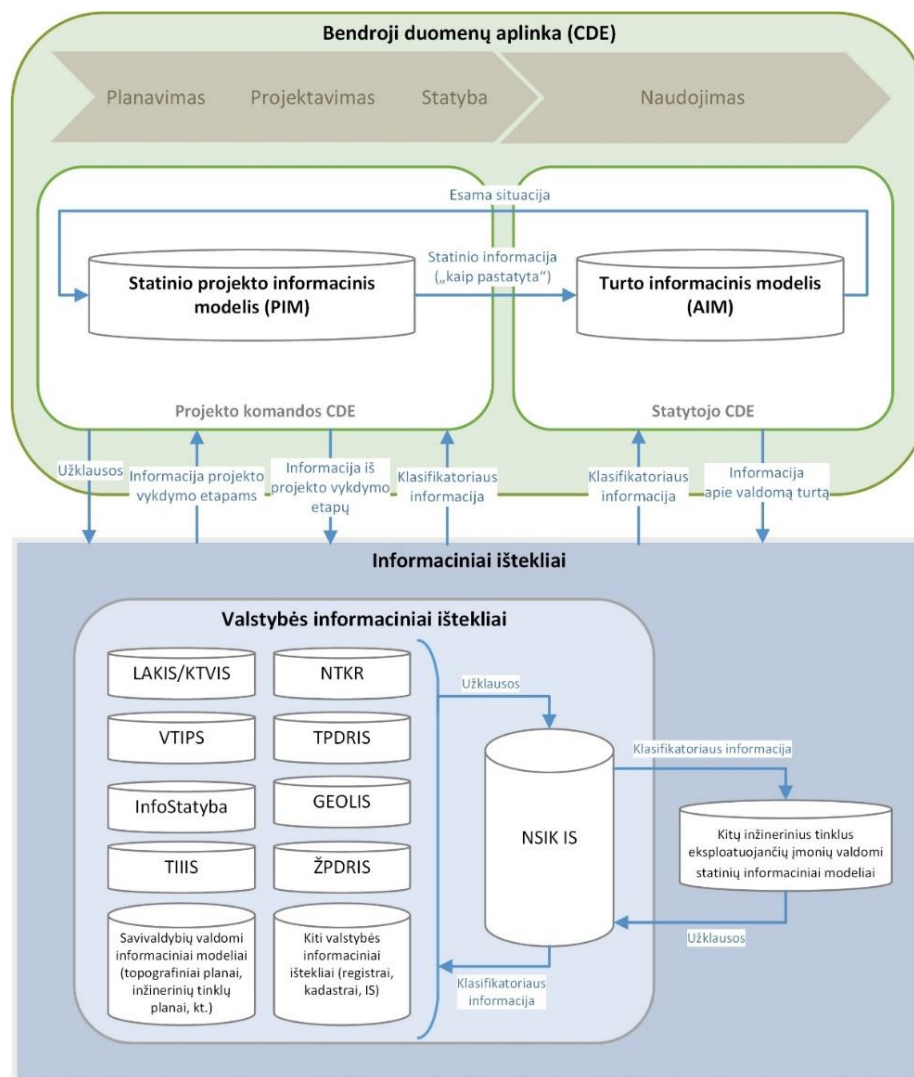 Bendroji duomenų aplinka (CDE)
Planavimas
Projektavimas
Statyba
Naudojimas
Esama situacija
Statinio projekto informacinis
modelis (PIM)
Statinio informacija
(„kaip pastatyta“)
Turto informacinis modelis
(AIM)
Projekto komandos CDE
Statytojo CDE
Užklausos
Informacija projekto
vykdymo etapams
Informacija iš
projekto vykdymo
etapų
Klasifikatoriaus
informacija
Klasifikatoriaus
informacija
Informacija
apie valdomą turtą
Informaciniai ištekliai
Valstybės informaciniai ištekliai
LAKIS/KTVIS
NTKR
VTIPS
TPDRIS
InfoStatyba
GEOLIS
TIIIS
ŽPDRIS
Savivaldybių valdomi
informaciniai modeliai
(topografiniai planai,
inžinerinių tinklų
planai, kt.)
Kiti valstybės
informaciniai
ištekliai (registrai,
kadastrai, IS)
Užklausos
NSIK IS
Klasifikatoriaus
informacija
Klasifikatoriaus informacija
Kitų inžinerinius tinklus
eksploatuojančių įmonių valdomi
statinių informaciniai modeliai
Užklausos